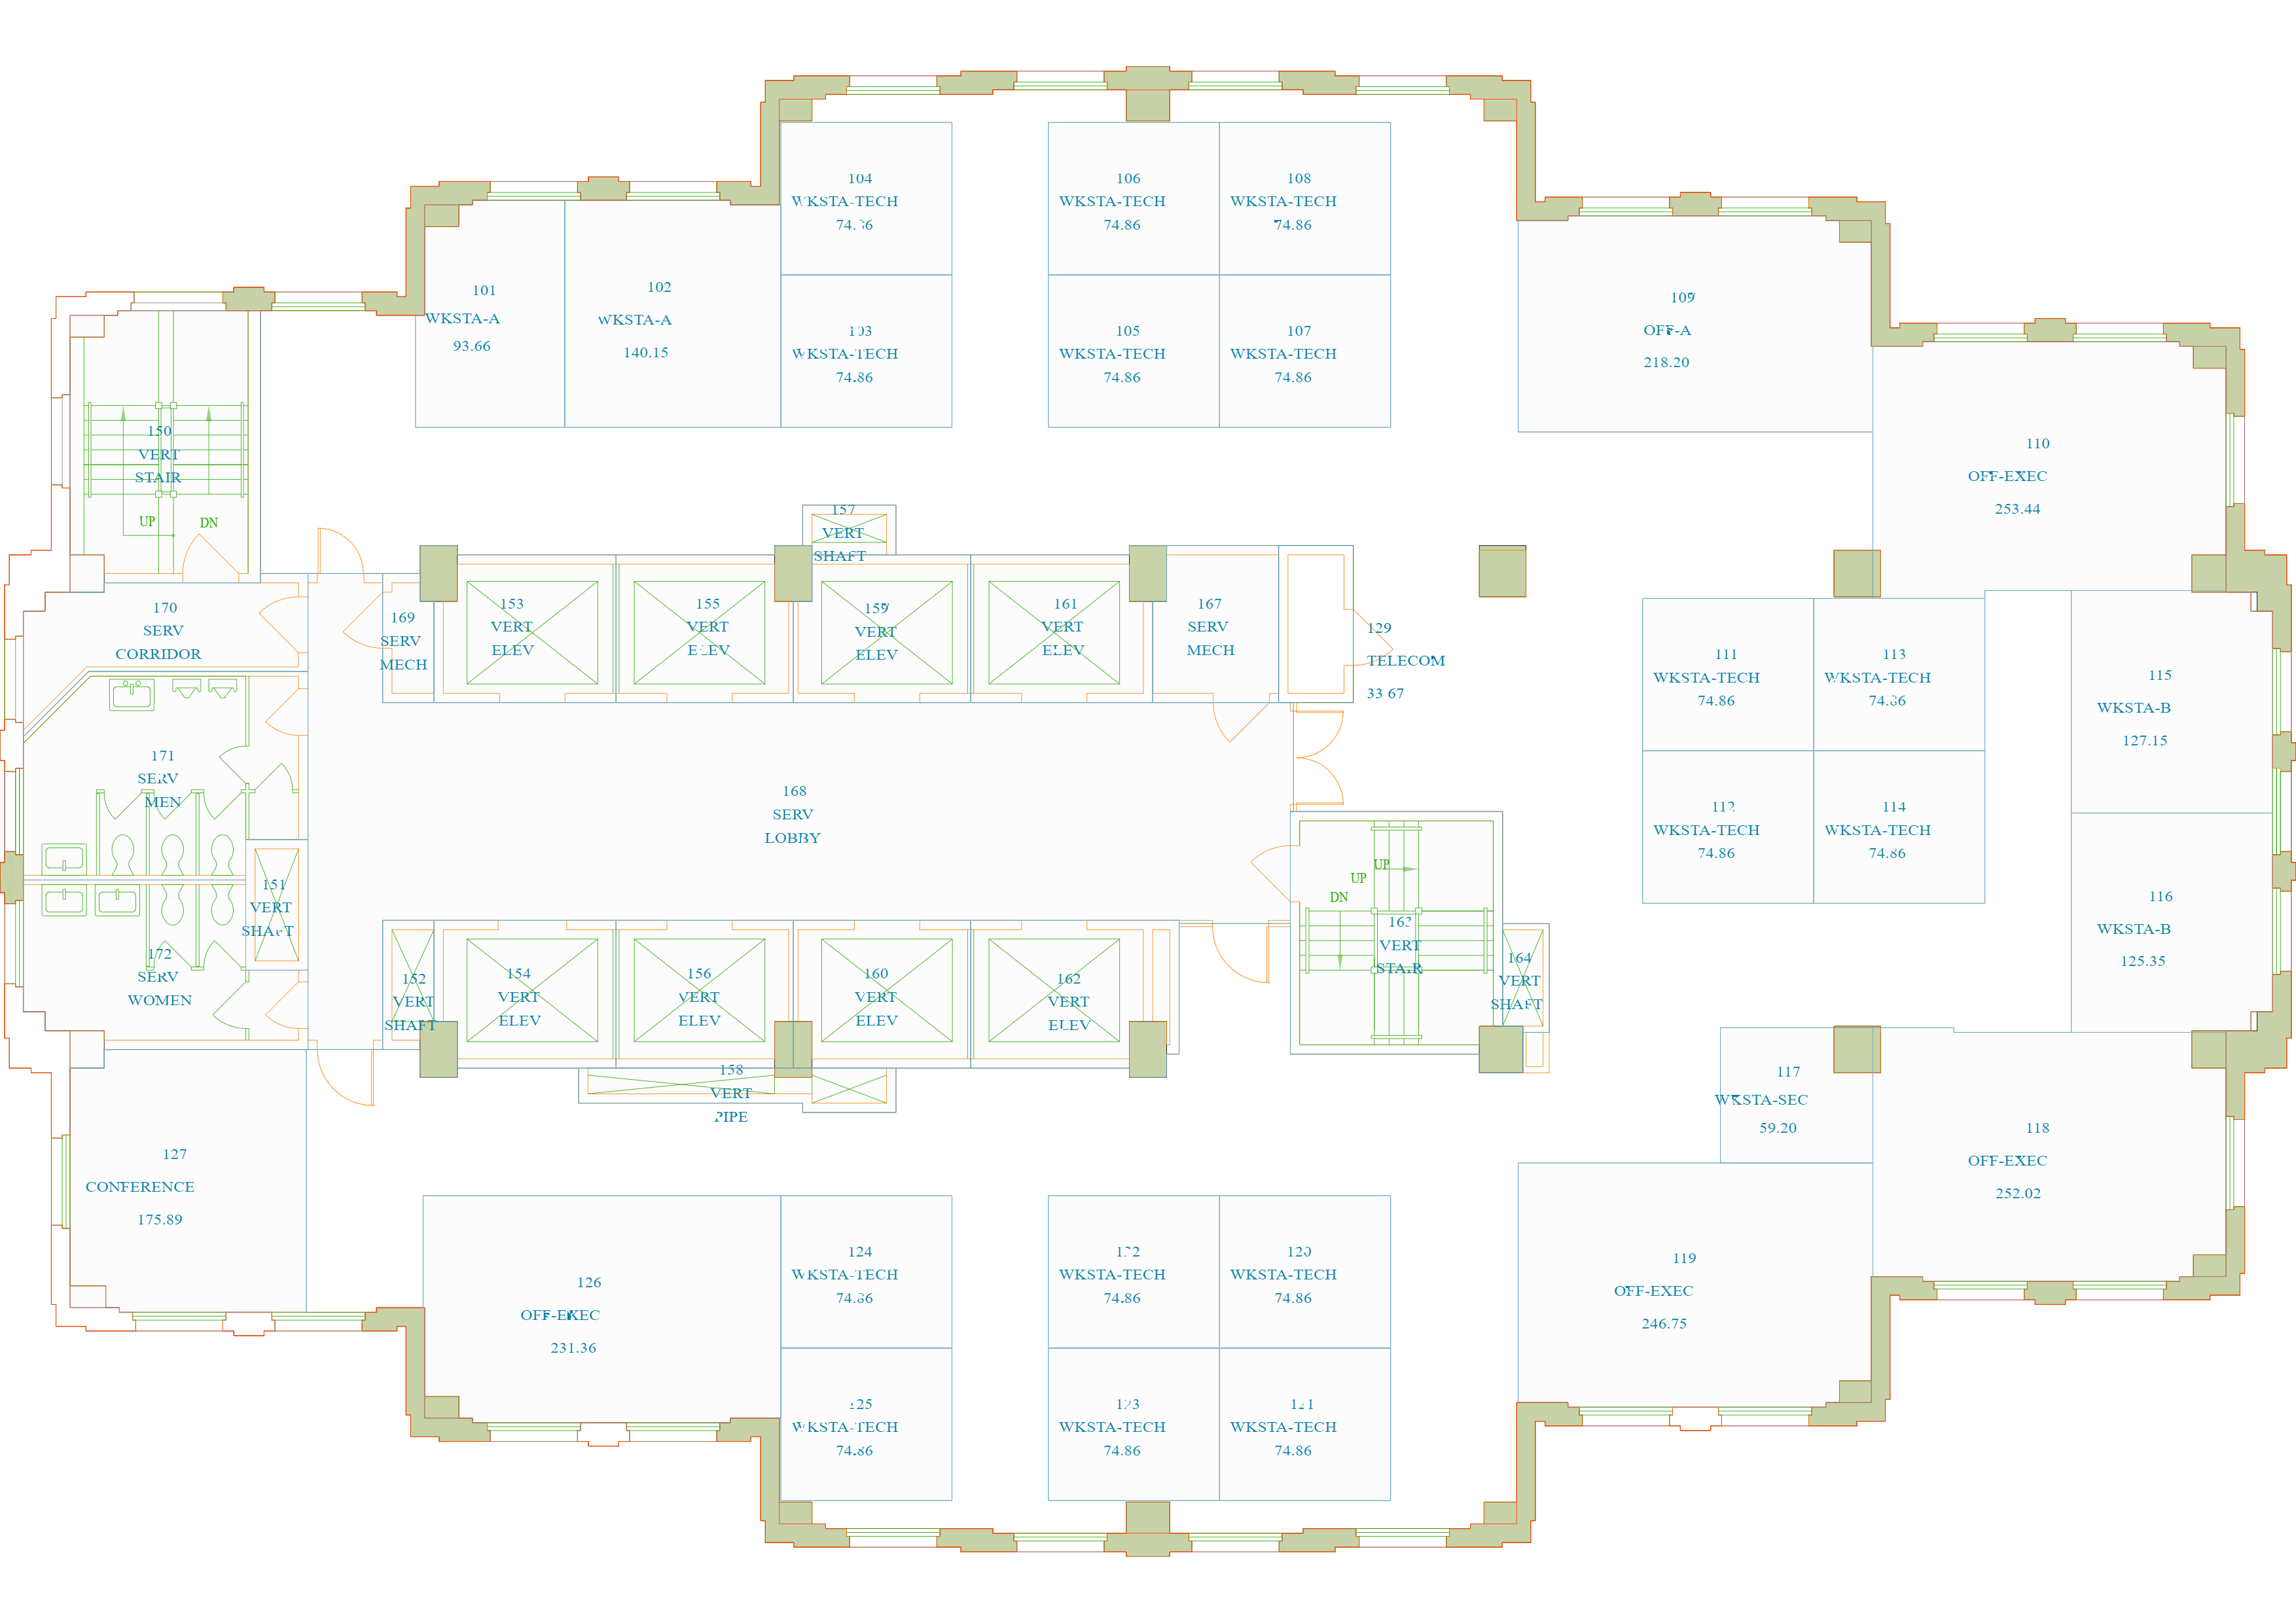 104
WKSTA-TECH
74.86
106
WKSTA-TECH
74.86
108
WKSTA-TECH
74.86
101
WKSTA-A
93.66
102
WKSTA-A
140.15
103
WKSTA-TECH
74.86
105
WKSTA-TECH
74.86
107
WKSTA-TECH
74.86
109
OFF-A
218.20
110
OFF-EXEC
253.44
150
VERT
STAIR
UP
DN
157
VERT
SHAFT
170
SERV
CORRIDOR
169
SERV
MECH
153
VERT
ELEV
155
VERT
ELEV
159
VERT
ELEV
161
VERT
ELEV
167
SERV
MECH
129
TELECOM
33.67
111
WKSTA-TECH
74.86
113
WKSTA-TECH
74.86
115
WKSTA-B
127.15
171
SERV
MEN
168
SERV
LOBBY
112
WKSTA-TECH
74.86
114
WKSTA-TECH
74.86
116
WKSTA-B
125.35
151
VERT
SHAFT
UP
UP
DN
163
VERT
STAIR
164
VERT
SHAFT
172
SERV
WOMEN
152
VERT
SHAFT
154
VERT
ELEV
156
VERT
ELEV
160
VERT
ELEV
162
VERT
ELEV
158
VERT
PIPE
117
WKSTA-SEC
59.20
118
OFF-EXEC
252.02
127
CONFERENCE
175.89
126
OFF-EXEC
231.36
124
WKSTA-TECH
74.86
122
WKSTA-TECH
74.86
120
WKSTA-TECH
74.86
119
OFF-EXEC
246.75
125
WKSTA-TECH
74.86
123
WKSTA-TECH
74.86
121
WKSTA-TECH
74.86